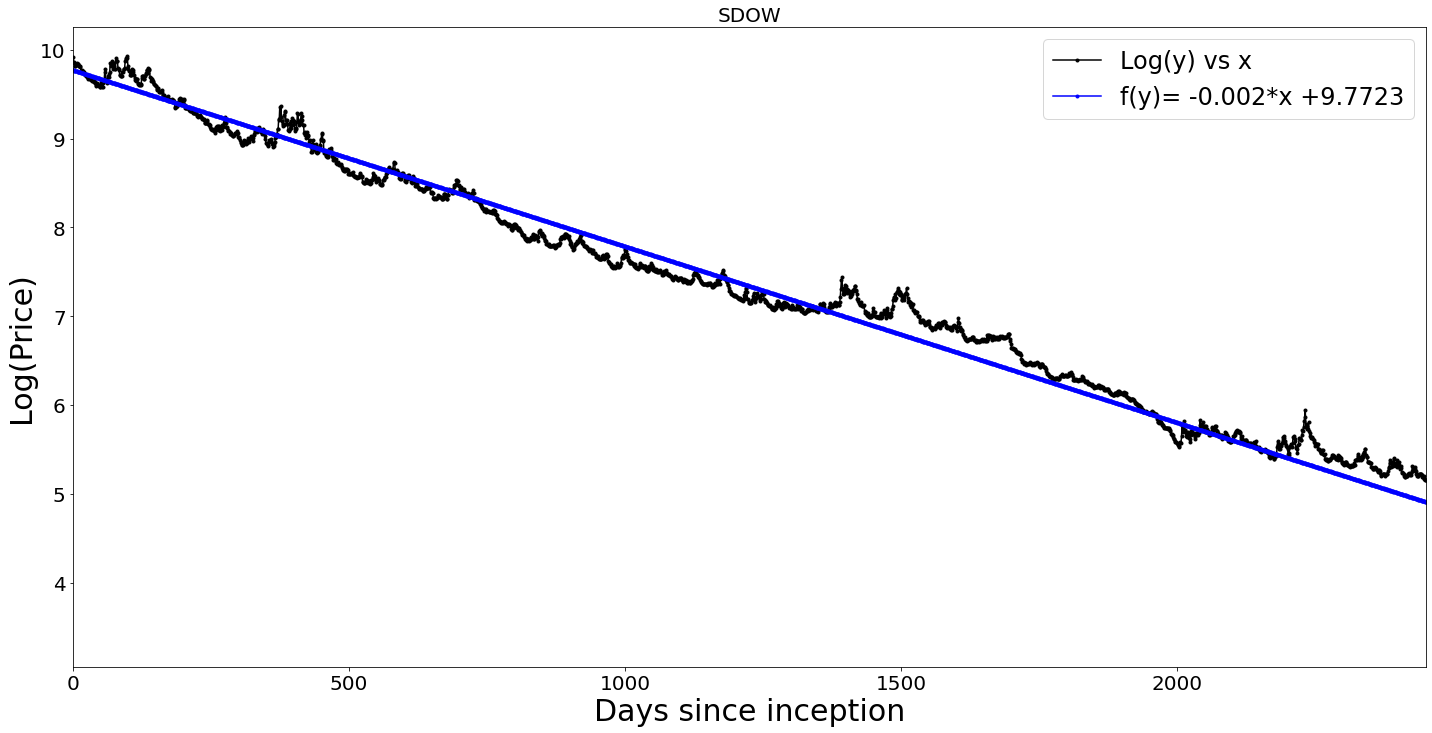 SDOW
Log(y) vs x
f(y)= -0.002*x +9.7723
10
9
8
7
6
5
4
Log(Price)
0 500 1000 1500 2000
Days since inception